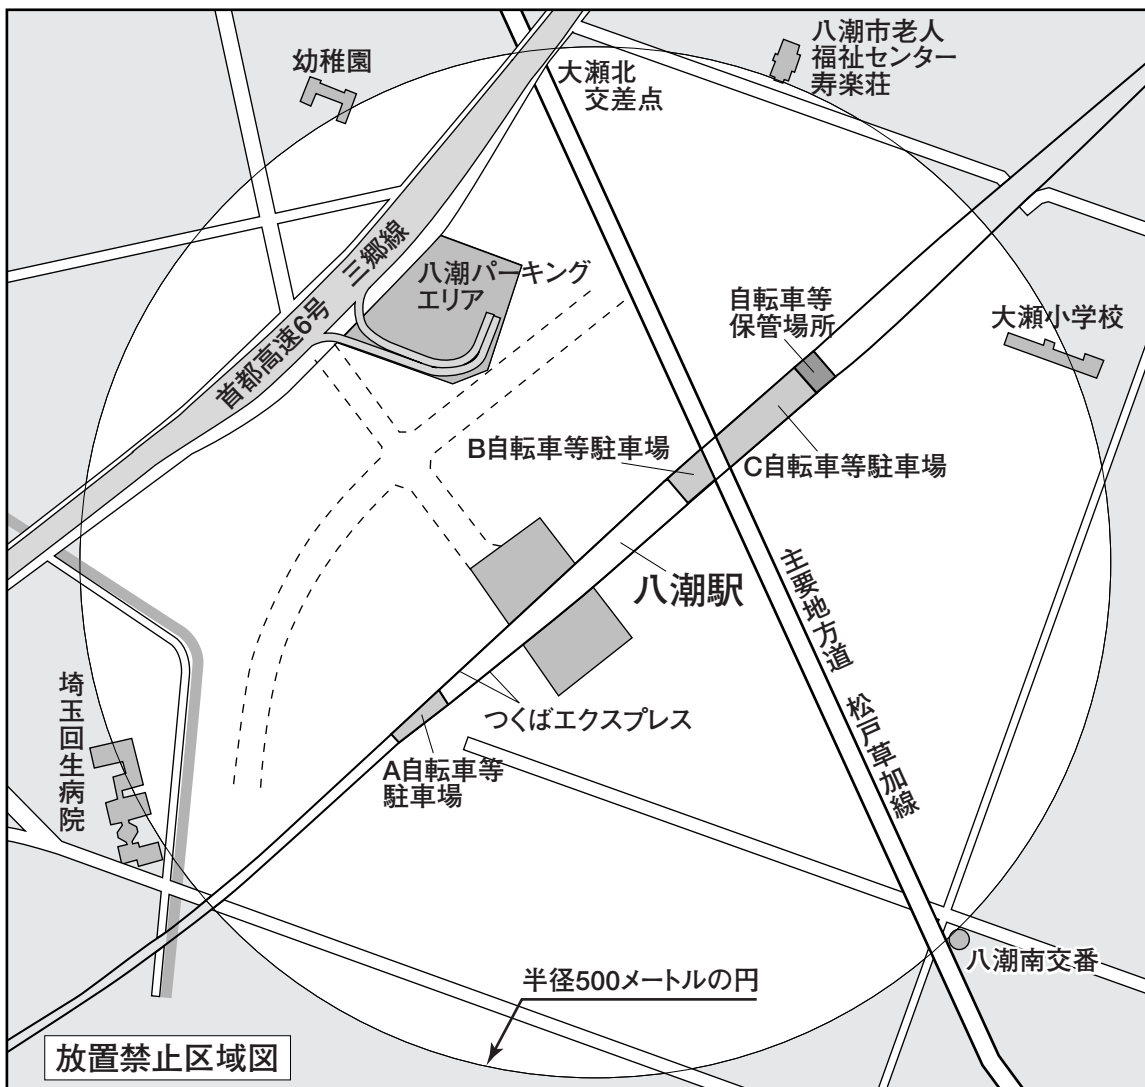 八潮市老人
福祉センター
寿楽荘
幼稚園
大瀬北
交差点
首都高速6号 三郷線
八潮パーキング
エリア
自転車等
保管場所
大瀬小学校
B自転車等駐車場
C自転車等駐車場
八潮駅
主要地方道 松戸草加線
埼玉回生病院
つくばエクスプレス
A自転車等
駐車場
八潮南交番
半径500メートルの円
放置禁止区域図